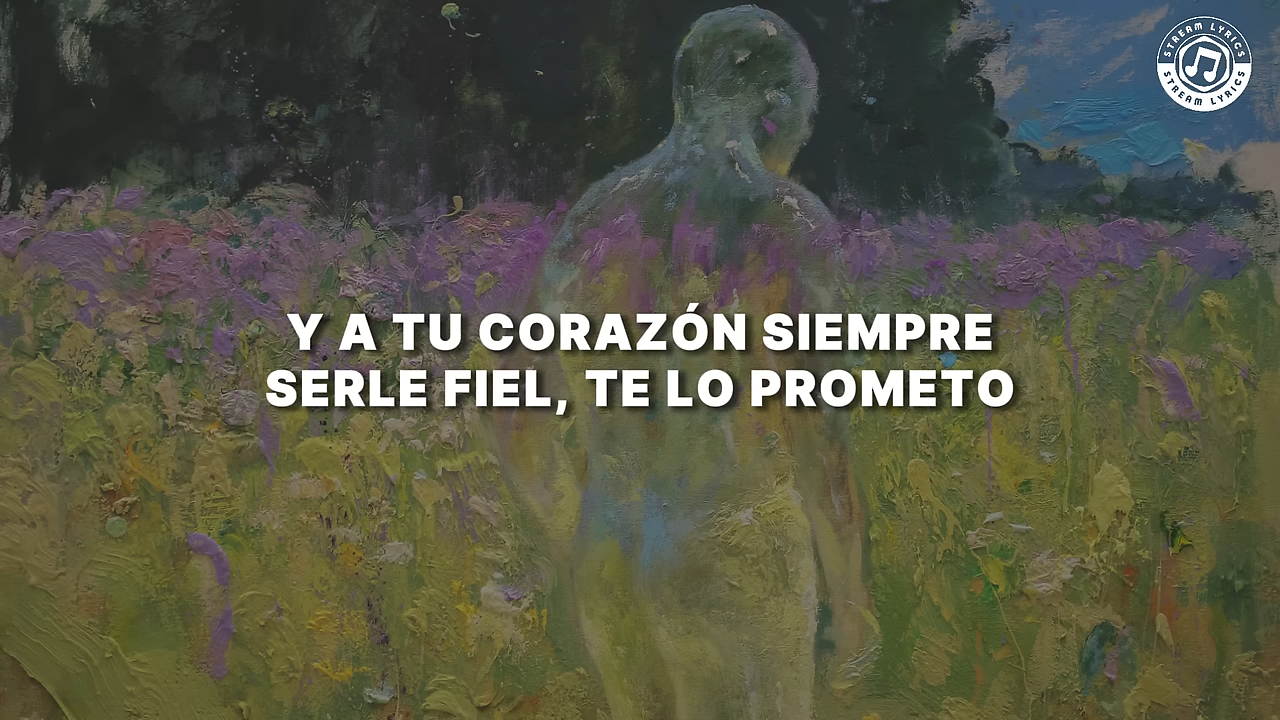 STREAM LYRICS
STREAM LYRICS
Y A TU CORAZÓN SIEMPRE
SERLE FIEL, TE LO PROMETO